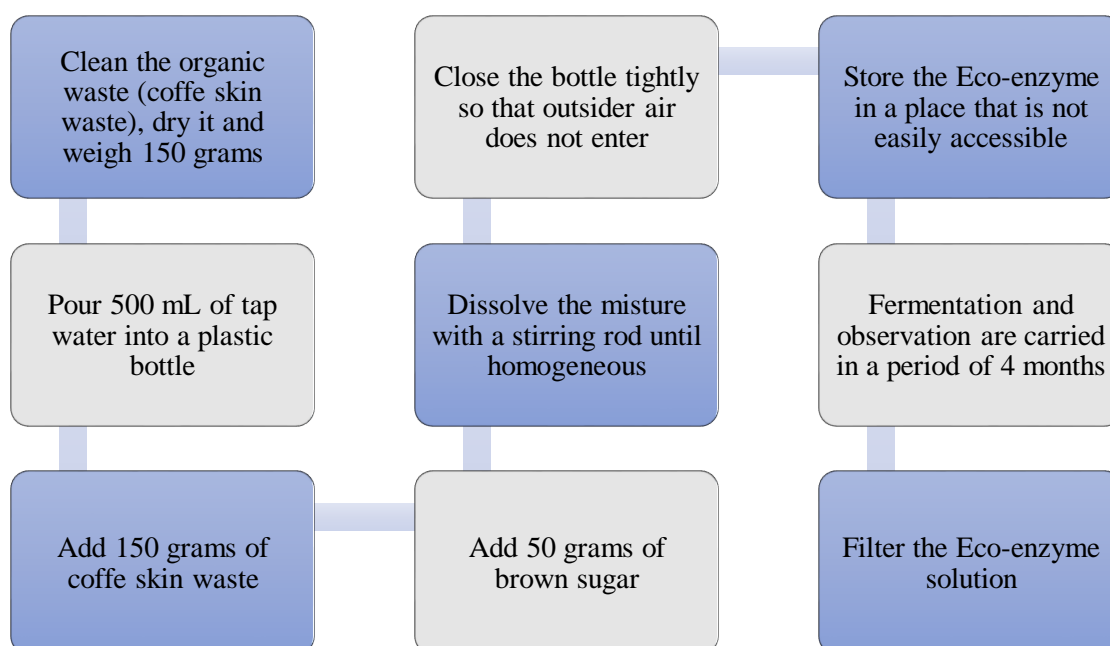 Clean the organic
waste (coffe skin
waste), dry it and
weigh 150 grams
Pour 500 mL of tap
water into a plastic
bottle
Add 150 grams of
coffe skin waste
Add 50 grams of
brown sugar
Dissolve the misture
with a stirring rod until
homogeneous
Close the bottle tightly
so that outsider air
does not enter
Store the Eco-enzyme
in a place that is not
easily accessible
Fermentation and
observation are carried
in a period of 4 months
Filter the Eco-enzyme
solution